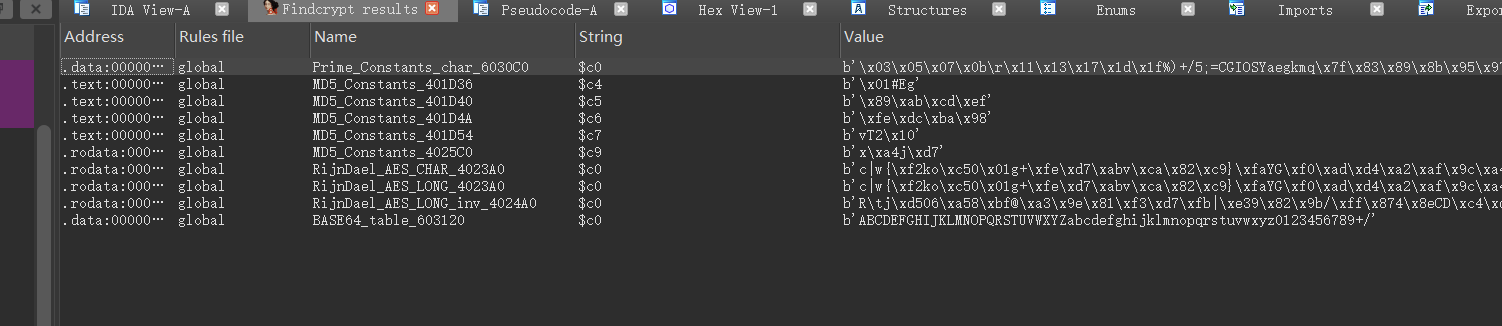 IDA View-A Findcrypt results Pseudocode-A Hex View-1 Structures Enums Imports Expor
Address Rules file Name String Value
.data:00000… global Prime_Constants_char_6030C0 $c0 b'\x03\x05\x07\x0b\r\x11\x13\x17\x1d\x1f%)+/5;=CGIOSYaegkmq\x7f\x83\x89\x8b\x95\x97
.text:00000… global MD5_Constants_401D36 $c4 b'\x01#Eg'
.text:00000… global MD5_Constants_401D40 $c5 b'\x89\xab\xcd\xef'
.text:00000… global MD5_Constants_401D4A $c6 b'\xfe\xdc\xba\x98'
.text:00000… global MD5_Constants_401D54 $c7 b'vT2\x10'
.rodata:000… global MD5_Constants_4025C0 $c9 b'x\xa4j\xd7'
.rodata:000… global RijnDael_AES_CHAR_4023A0 $c0 b'c|w{\xf2ko\xc50\x01g+\xfe\xd7\xabv\xca\x82\xc9}\xfaYG\xf0\xad\xd4\xa2\xaf\x9c\xa4
.rodata:000… global RijnDael_AES_LONG_4023A0 $c0 b'c|w{\xf2ko\xc50\x01g+\xfe\xd7\xabv\xca\x82\xc9}\xfaYG\xf0\xad\xd4\xa2\xaf\x9c\xa4
.rodata:000… global RijnDael_AES_LONG_inv_4024A0 $c0 b'R\tj\xd506\xa58\xbf@\xa3\x9e\x81\xf3\xd7\xfb|\xe39\x82\x9b/\xff\x874\x8eCD\xc4\xd
.data:00000… global BASE64_table_603120 $c0 b'ABCDEFGHIJKLMNOPQRSTUVWXYZabcdefghijklmnopqrstuvwxyz0123456789+/'